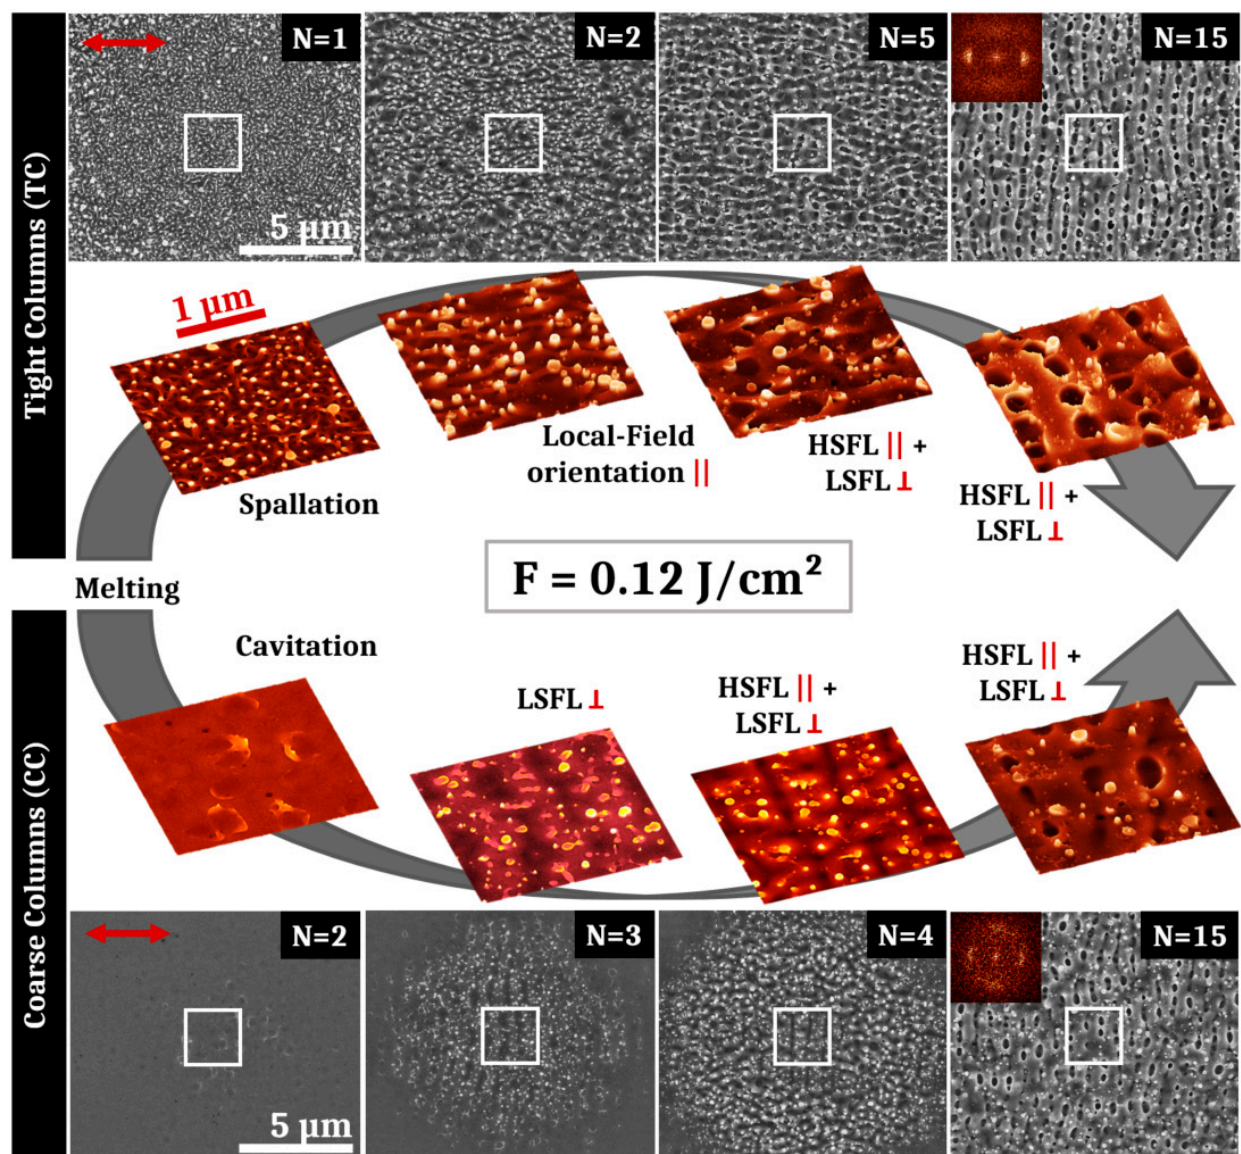 Tight Columns (TC)
N=1
N=2
N=5
N=15
5 µm
1 µm
Spallation
Local-Field
orientation ||
HSFL || +
LSFL ⊥
HSFL || +
LSFL ⊥
Melting
F = 0.12 J/cm²
Coarse Columns (CC)
Cavitation
LSFL ⊥
HSFL || +
LSFL ⊥
HSFL || +
LSFL ⊥
N=2
N=3
N=4
N=15
5 µm